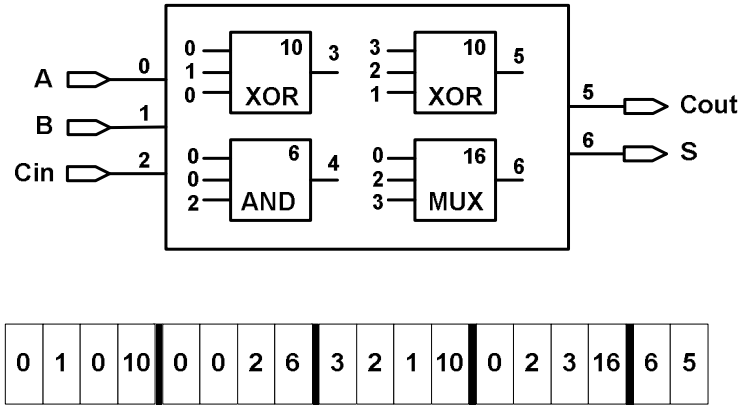 0 10 3 3 10 5
A 0 1 2
0 XOR 1 XOR 5 Cout
B 1
0 6 4 0 16 6 6 S
Cin 2 0 2
2 AND 3 MUX
0 1 0 10 0 0 2 6 3 2 1 10 0 2 3 16 6 5